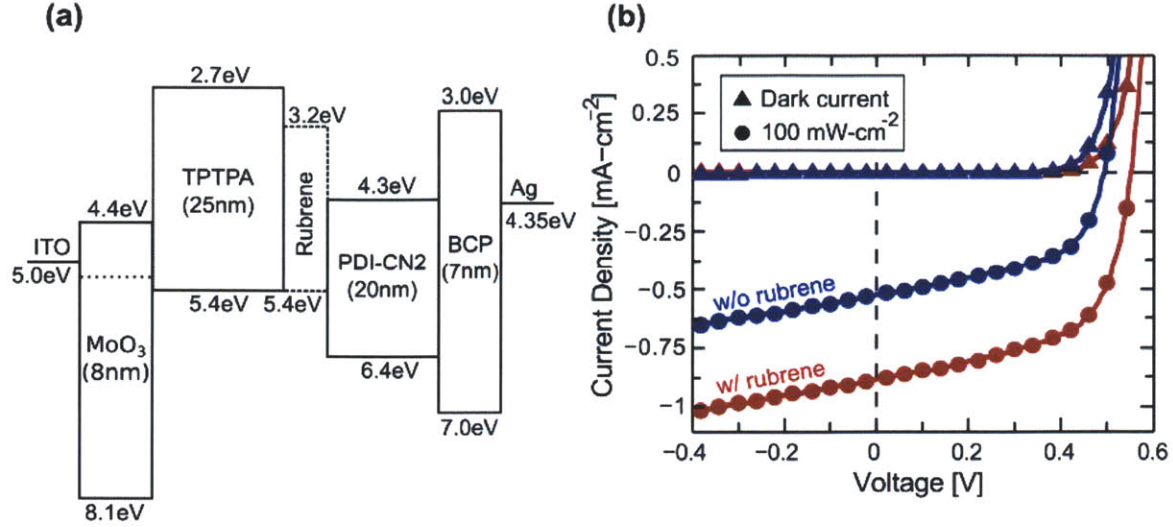 (a)
2.7eV
3.2eV
3.0eV
TPTPA
(25nm)
Rubrene
4.4eV
4.3eV
Ag
4.35eV
ITO
5.0eV
BCP
(7nm)
PDI-CN2
(20nm)
5.4eV
5.4eV
MoO₃
(8nm)
6.4eV
7.0eV
8.1eV
(b)
Current Density [mA-cm⁻²]
0.5
0.25
0
−0.25
−0.5
−0.75
−1
Dark current
100 mW-cm⁻²
w/o rubrene
w/ rubrene
−0.4
−0.2
0
0.2
0.4
0.6
Voltage [V]